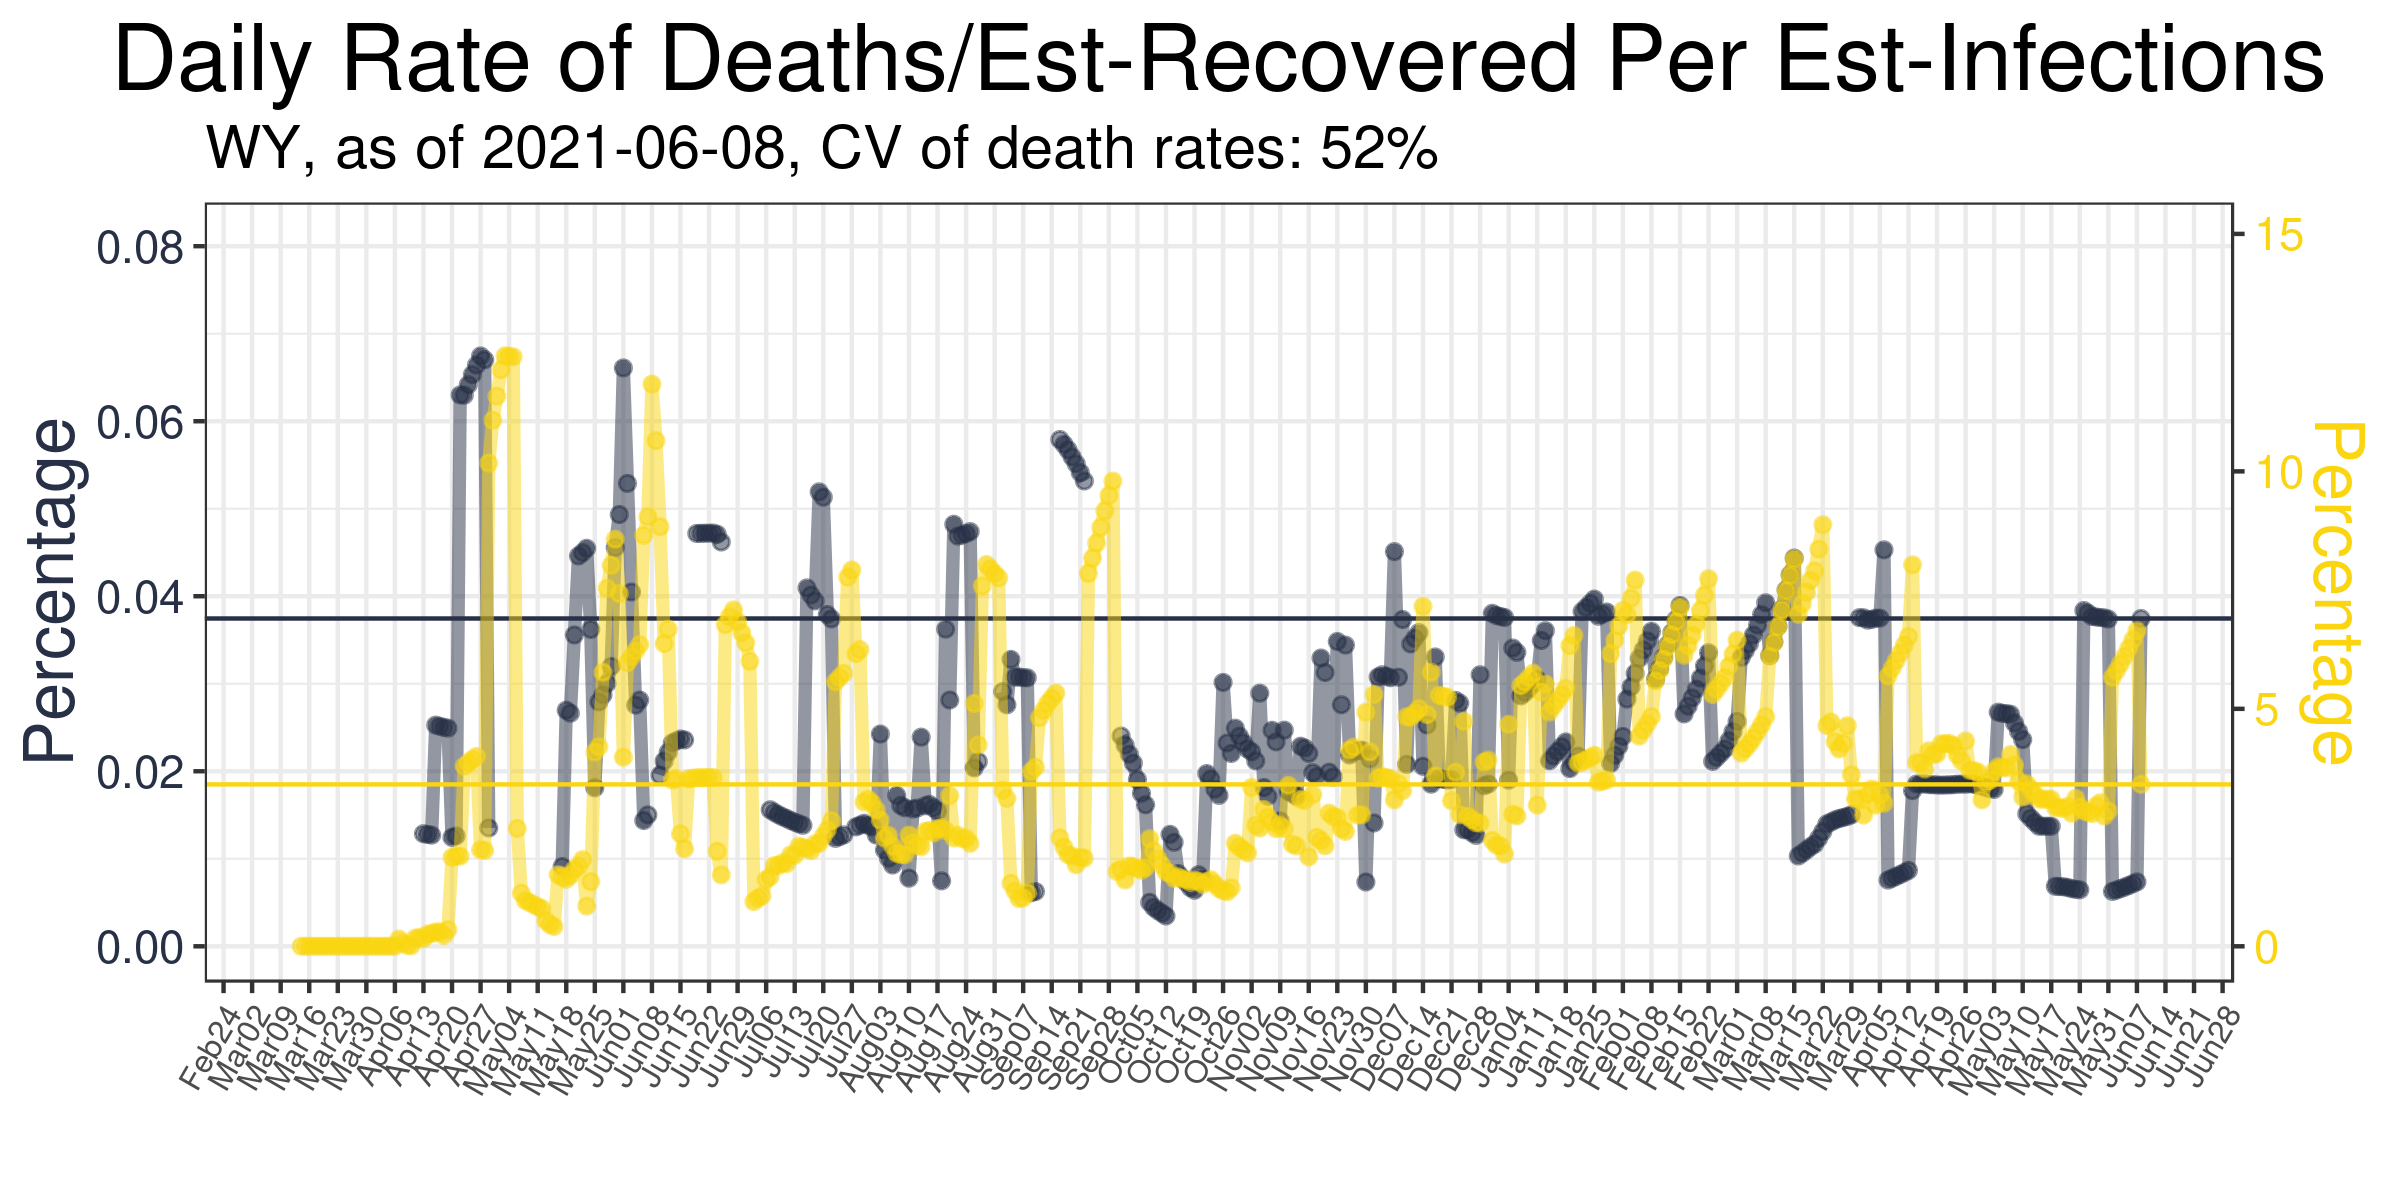 Daily Rate of Deaths/Est-Recovered Per Est-Infections
WY, as of 2021-06-08, CV of death rates: 52%
Percentage
0.08
0.06
0.04
0.02
0.00
15
10
5
0
Percentage
Feb24
Mar02
Mar09
Mar16
Mar23
Mar30
Apr06
Apr13
Apr20
Apr27
May04
May11
May18
May25
Jun01
Jun08
Jun15
Jun22
Jun29
Jul06
Jul13
Jul20
Jul27
Aug03
Aug10
Aug17
Aug24
Aug31
Sep07
Sep14
Sep21
Sep28
Oct05
Oct12
Oct19
Oct26
Nov02
Nov09
Nov16
Nov23
Nov30
Dec07
Dec14
Dec21
Dec28
Jan04
Jan11
Jan18
Jan25
Feb01
Feb08
Feb15
Feb22
Mar01
Mar08
Mar15
Mar22
Mar29
Apr05
Apr12
Apr19
Apr26
May03
May10
May17
May24
May31
Jun07
Jun14
Jun21
Jun28